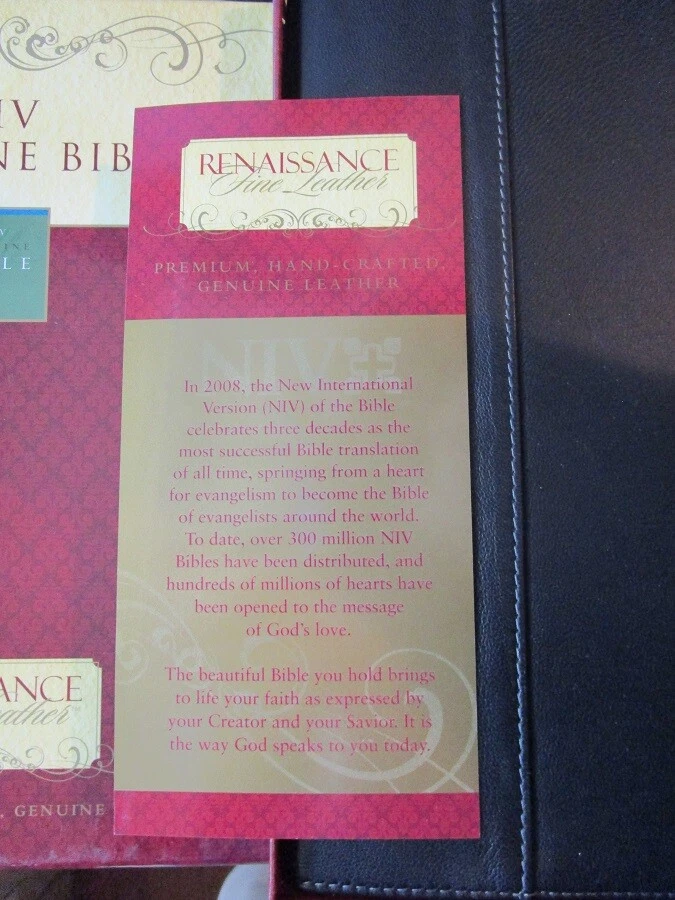 IV
NE BIB
INE
LE
RENAISSANCE
Fine Leather
PREMIUM, HAND-CRAFTED,
GENUINE LEATHER
NIV
In 2008, the New International
Version (NIV) of the Bible
celebrates three decades as the
most successful Bible translation
of all time, springing from a heart
for evangelism to become the Bible
of evangelists around the world.
To date, over 300 million NIV
Bibles have been distributed, and
hundreds of millions of hearts have
been opened to the message
of God's love.
The beautiful Bible you hold brings
to life your faith as expressed by
your Creator and your Savior. It is
the way God speaks to you today.
ANCE
eather
, GENUINE